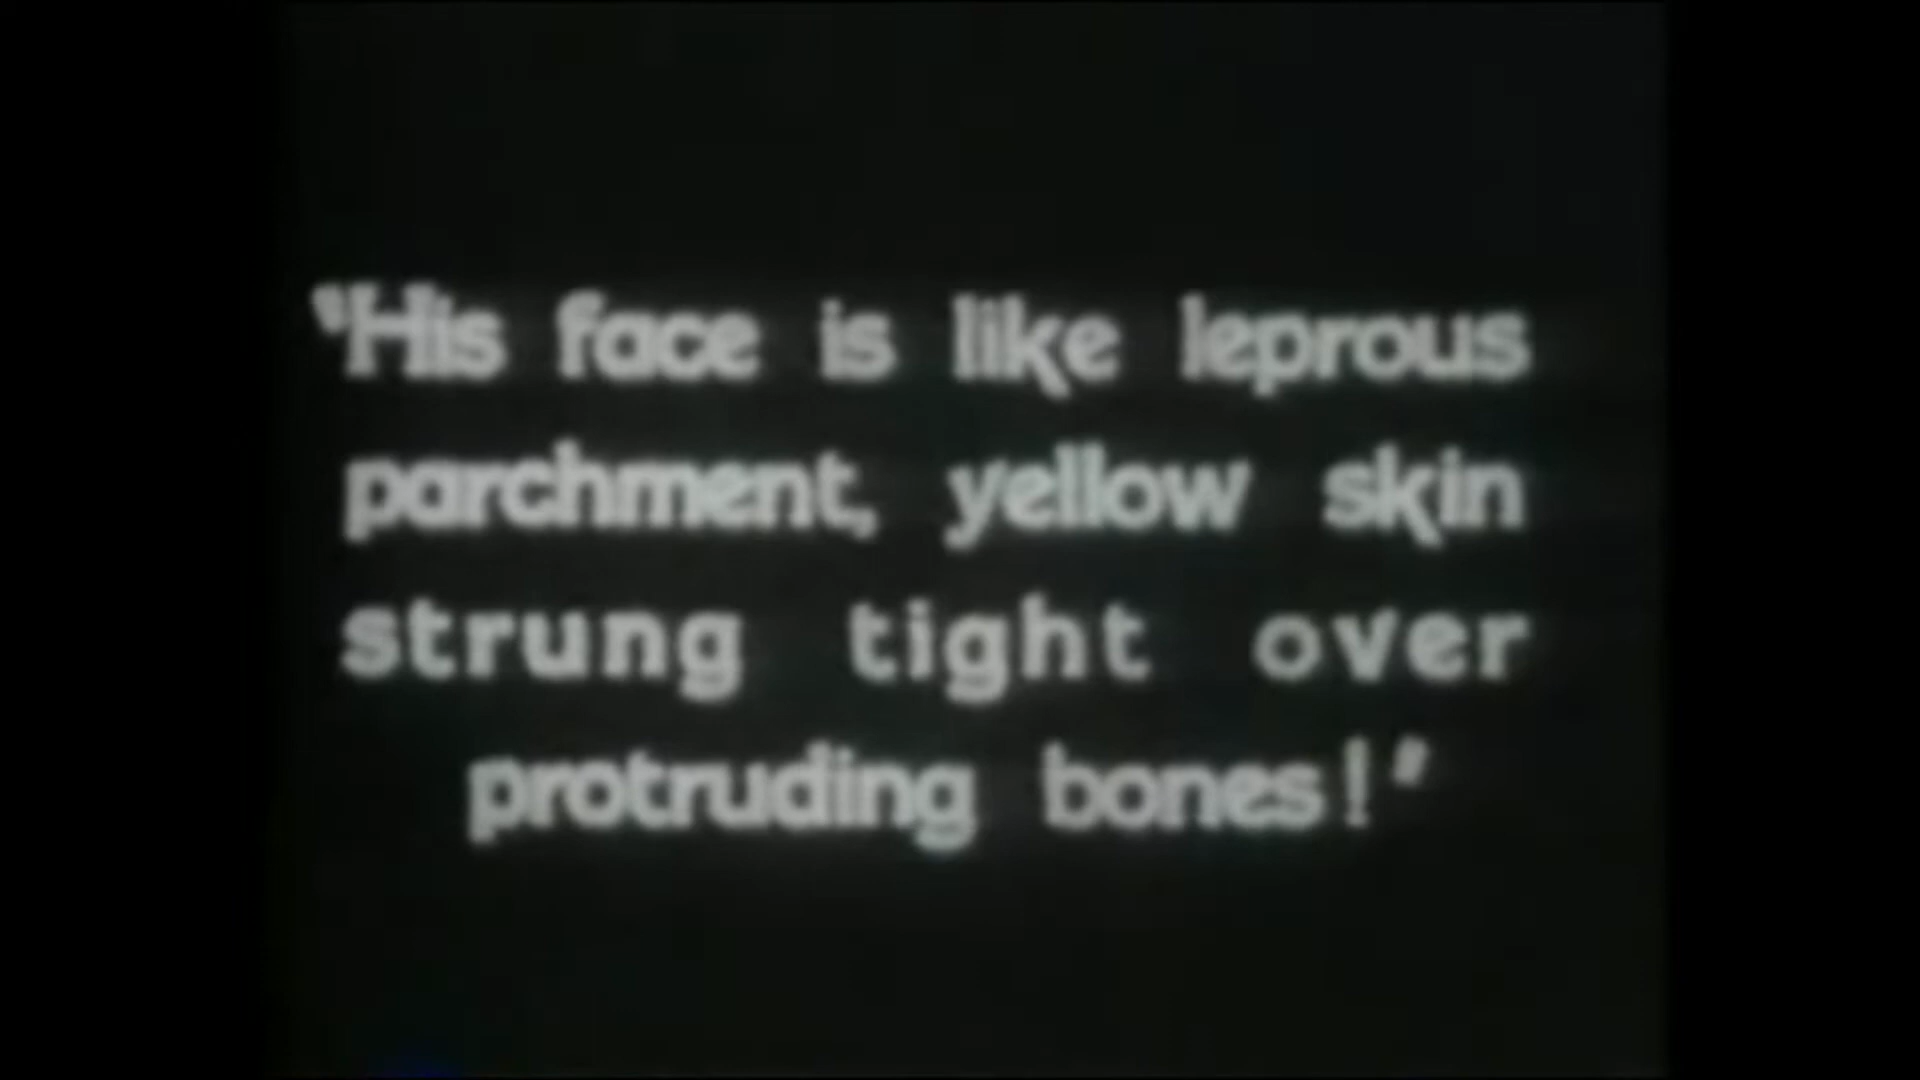 "His face is like leprous
parchment, yellow skin
strung tight over
protruding bones!"